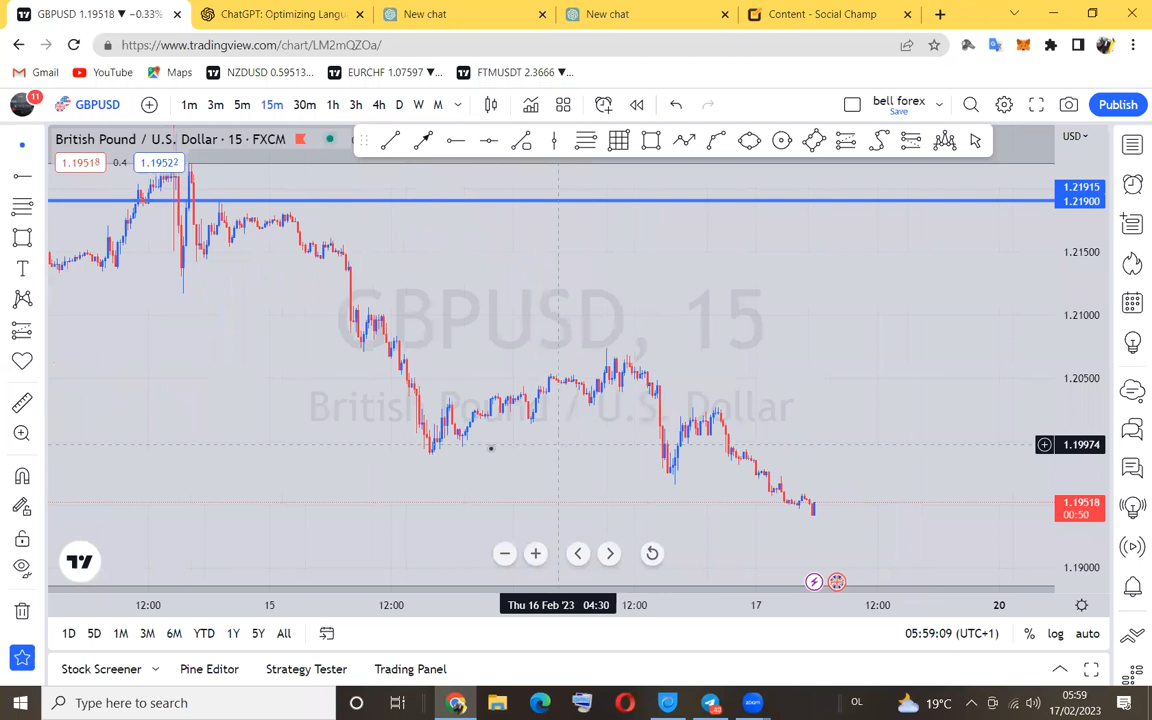 GBPUSD 1.19518 ▼ −0.33%
ChatGPT: Optimizing Langu
New chat
New chat
Content - Social Champ
https://www.tradingview.com/chart/LM2mQZOa/
Gmail
YouTube
Maps
NZDUSD 0.59513...
EURCHF 1.07597 ▼...
FTMUSDT 2.3666 ▼...
11
GBPUSD
1m 3m 5m 15m 30m 1h 3h 4h D W M
bell forex
Save
Publish
British Pound / U.S. Dollar · 15 · FXCM
USD
1.19518 0.4 1.19522
1.21915
1.21900
1.21500
GBPUSD, 15
1.21000
1.20500
British Pound / U.S. Dollar
1.19974
1.19518
00:50
1.19000
12:00 15 12:00 Thu 16 Feb '23 04:30 12:00 17 12:00 20
1D 5D 1M 3M 6M YTD 1Y 5Y All
05:59:09 (UTC+1) % log auto
Stock Screener Pine Editor Strategy Tester Trading Panel
Type here to search
19°C
OL
05:59
17/02/2023